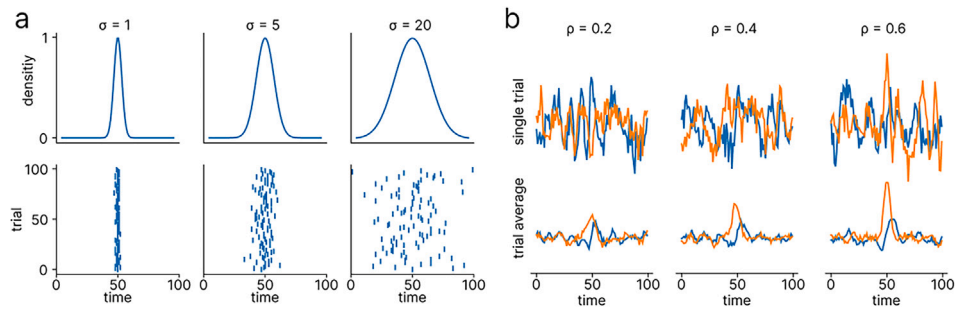 a
σ = 1
σ = 5
σ = 20
densitiy
1
0
trial
100
50
0
0
100
time
0
100
time
0
50
100
time
b
ρ = 0.2
ρ = 0.4
ρ = 0.6
single trial
trial average
0
50
100
time
0
50
100
time
0
50
100
time